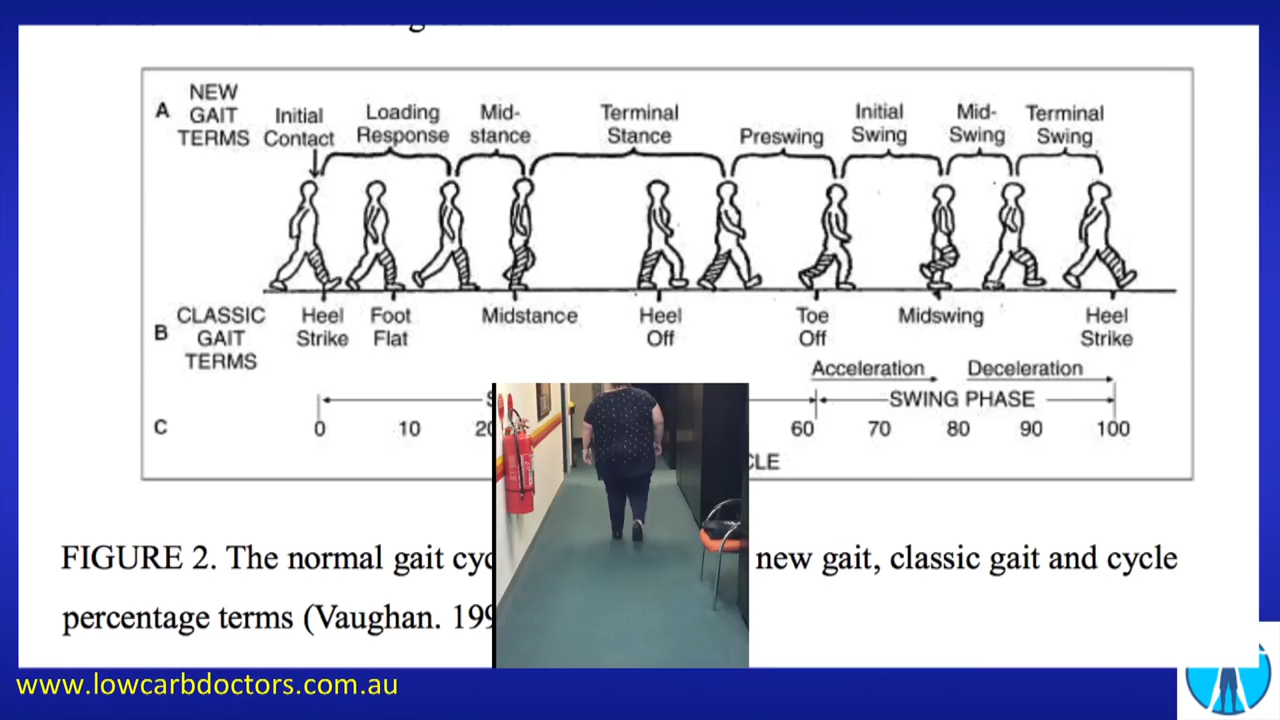 NEW
A GAIT
TERMS
Initial
Contact
Loading
Response
Mid-
stance
Terminal
Stance
Preswing
Initial
Swing
Mid-
Swing
Terminal
Swing
CLASSIC
B GAIT
TERMS
Heel
Strike
Foot
Flat
Midstance
Heel
Off
Toe
Off
Midswing
Heel
Strike
Acceleration
Deceleration
SWING PHASE
C 0 10 20 60 70 80 90 100
FIGURE 2. The normal gait new gait, classic gait and cycle
percentage terms (Vaughan.
www.lowcarbdoctors.com.au